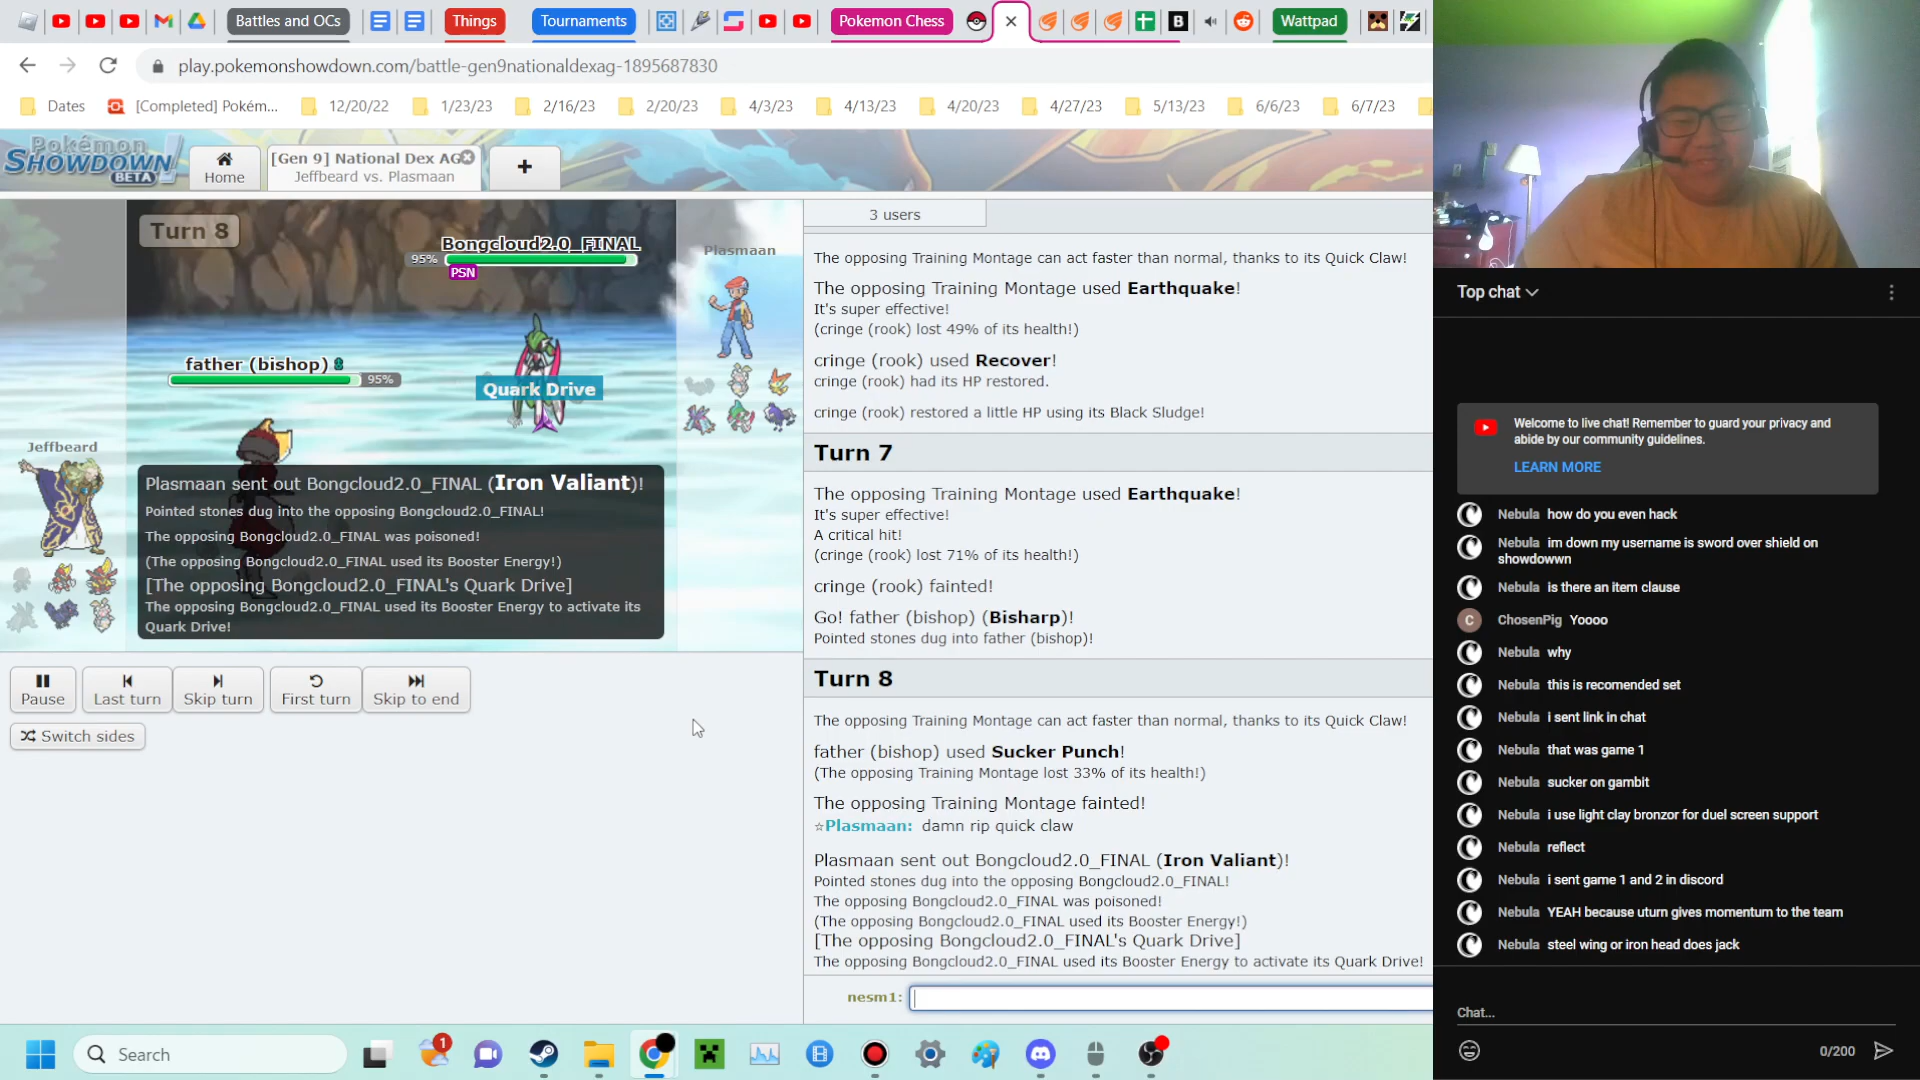 Battles and OCs
Things
Tournaments
Pokemon Chess
Wattpad
play.pokemonshowdown.com/battle-gen9nationaldexag-1895687830
Dates
[Completed] Pokém...
12/20/22
1/23/23
2/16/23
2/20/23
4/3/23
4/13/23
4/20/23
4/27/23
5/13/23
6/6/23
6/7/23
Pokémon
SHOWDOWN!
BETA
Home
[Gen 9] National Dex AG
Jeffbeard vs. Plasmaan
+
Turn 8
Bongcloud2.0_FINAL
95%
PSN
Plasmaan
father (bishop)
95%
Quark Drive
Jeffbeard
Plasmaan sent out Bongcloud2.0_FINAL (Iron Valiant)!
Pointed stones dug into the opposing Bongcloud2.0_FINAL!
The opposing Bongcloud2.0_FINAL was poisoned!
(The opposing Bongcloud2.0_FINAL used its Booster Energy!)
[The opposing Bongcloud2.0_FINAL's Quark Drive]
The opposing Bongcloud2.0_FINAL used its Booster Energy to activate its
Quark Drive!
Pause
Last turn
Skip turn
First turn
Skip to end
Switch sides
3 users
The opposing Training Montage can act faster than normal, thanks to its Quick Claw!
The opposing Training Montage used Earthquake!
It's super effective!
(cringe (rook) lost 49% of its health!)
cringe (rook) used Recover!
cringe (rook) had its HP restored.
cringe (rook) restored a little HP using its Black Sludge!
Turn 7
The opposing Training Montage used Earthquake!
It's super effective!
A critical hit!
(cringe (rook) lost 71% of its health!)
cringe (rook) fainted!
Go! father (bishop) (Bisharp)!
Pointed stones dug into father (bishop)!
Turn 8
The opposing Training Montage can act faster than normal, thanks to its Quick Claw!
father (bishop) used Sucker Punch!
(The opposing Training Montage lost 33% of its health!)
The opposing Training Montage fainted!
☆Plasmaan: damn rip quick claw
Plasmaan sent out Bongcloud2.0_FINAL (Iron Valiant)!
Pointed stones dug into the opposing Bongcloud2.0_FINAL!
The opposing Bongcloud2.0_FINAL was poisoned!
(The opposing Bongcloud2.0_FINAL used its Booster Energy!)
[The opposing Bongcloud2.0_FINAL's Quark Drive]
The opposing Bongcloud2.0_FINAL used its Booster Energy to activate its Quark Drive!
nesm1:
Top chat
Welcome to live chat! Remember to guard your privacy and
abide by our community guidelines.
LEARN MORE
Nebula how do you even hack
Nebula im down my username is sword over shield on
showdowwn
Nebula is there an item clause
C ChosenPig Yoooo
Nebula why
Nebula this is recomended set
Nebula i sent link in chat
Nebula that was game 1
Nebula sucker on gambit
Nebula i use light clay bronzor for duel screen support
Nebula reflect
Nebula i sent game 1 and 2 in discord
Nebula YEAH because uturn gives momentum to the team
Nebula steel wing or iron head does jack
Chat...
0/200
Search
1